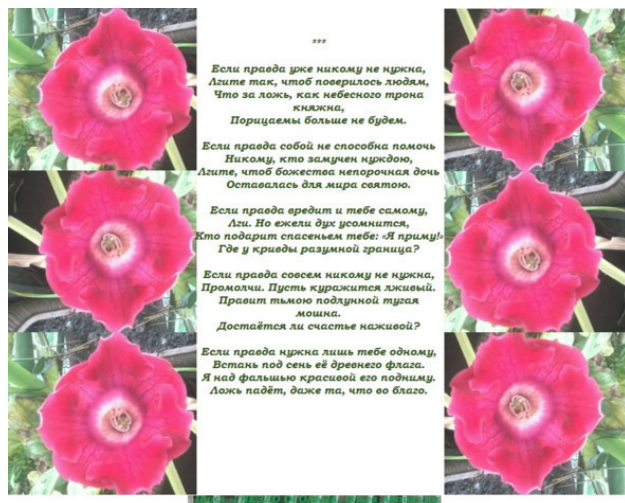 ***
Если правда уже никому не нужна,
Лгите так, чтоб поверилось людям,
Что за ложь, как небесного трона
княжна,
Порицаемы больше не будем.
Если правда собой не способна помочь
Никому, кто замучен нуждою,
Лгите, чтоб божества непорочная дочь
Оставалась для мира святою.
Если правда вредит и тебе самому,
Лги. Но ежели дух усомнится,
Кто подарит спасеньем тебе: «Я приму!»
Где у кривды разумной граница?
Если правда совсем никому не нужна,
Промолчи. Пусть куражится лживый.
Правит тьмою подлунной тугая
мошна.
Достаётся ли счастье наживой?
Если правда нужна лишь тебе одному,
Встань под сень её древнего флага.
Я над фальшью красивой его подниму.
Ложь падёт, даже та, что во благо.